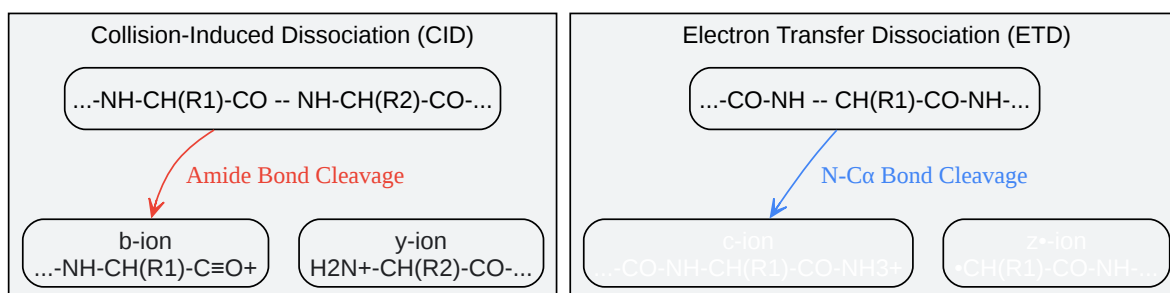 Collision-Induced Dissociation (CID)
...-NH-CH(R1)-CO -- NH-CH(R2)-CO-...
Amide Bond Cleavage
b-ion
...-NH-CH(R1)-C≡O+
y-ion
H2N+-CH(R2)-CO-...
Electron Transfer Dissociation (ETD)
...-CO-NH -- CH(R1)-CO-NH-...
N-Cα Bond Cleavage
c-ion
...-CO-NH-CH(R1)-CO-NH3+
z•-ion
•CH(R1)-CO-NH-...